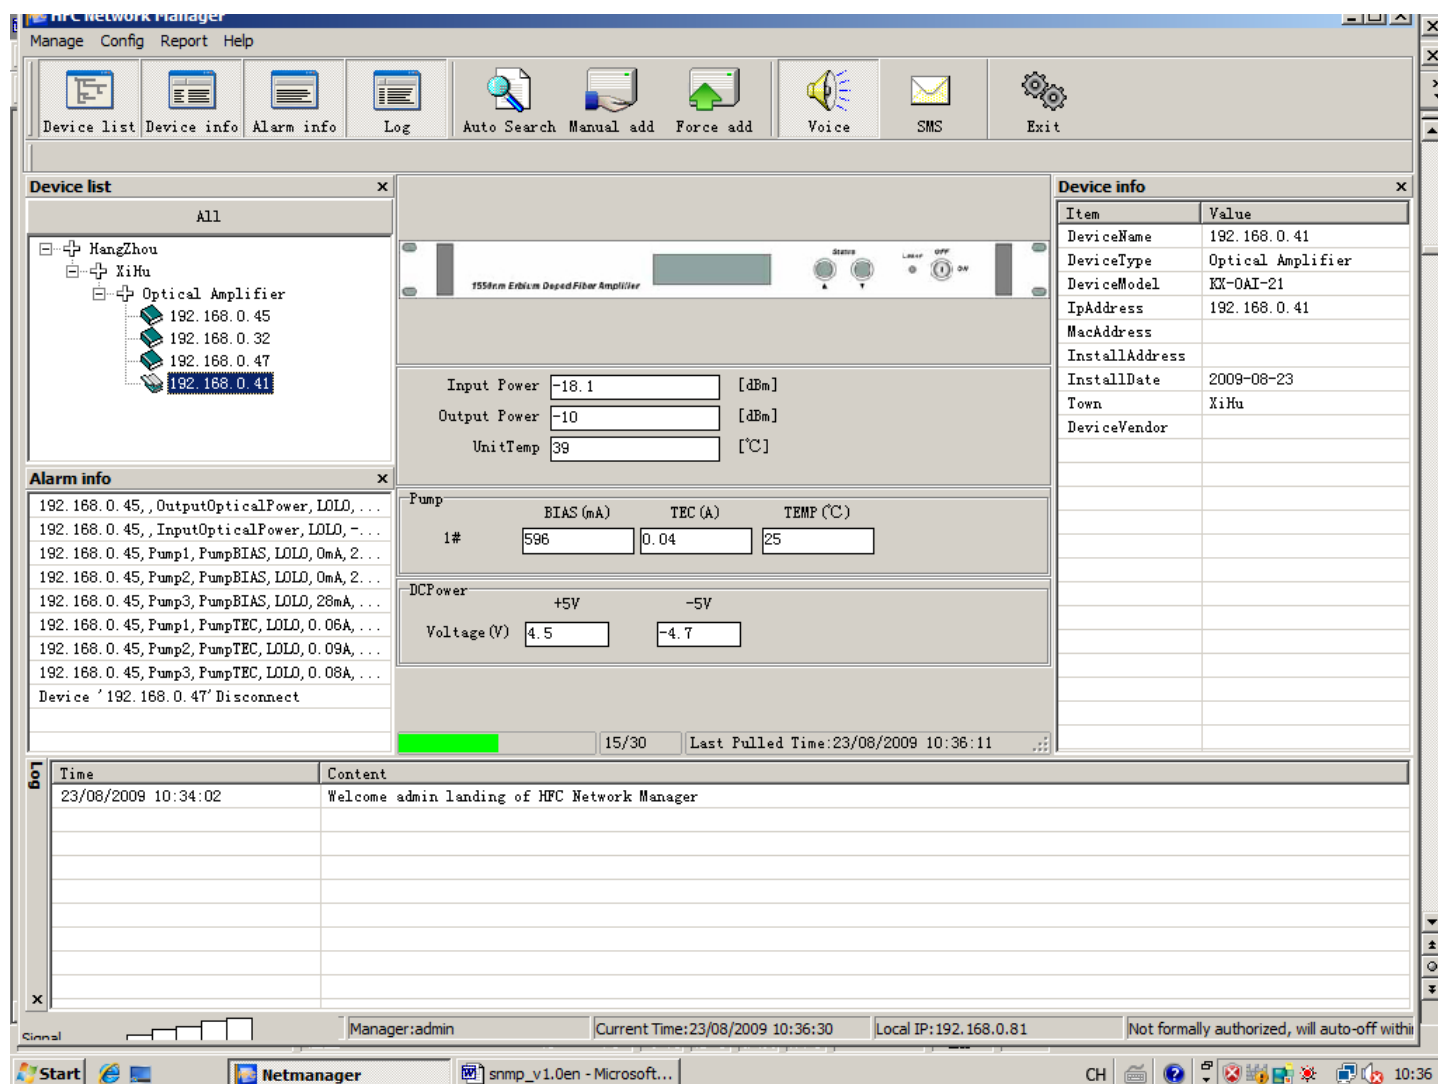 HFC Network Manager
Manage Config Report Help
Device list Device info Alarm info Log Auto Search Manual add Force add Voice SMS Exit
Device list
All
HangZhou
XiHu
Optical Amplifier
192.168.0.45
192.168.0.32
192.168.0.47
192.168.0.41
Alarm info
192.168.0.45,,OutputOpticalPower,LOLO,...
192.168.0.45,,InputOpticalPower,LOLO,-...
192.168.0.45,Pump1,PumpBIAS,LOLO,0mA,2...
192.168.0.45,Pump2,PumpBIAS,LOLO,0mA,2...
192.168.0.45,Pump3,PumpBIAS,LOLO,28mA,...
192.168.0.45,Pump1,PumpTEC,LOLO,0.06A,...
192.168.0.45,Pump2,PumpTEC,LOLO,0.09A,...
192.168.0.45,Pump3,PumpTEC,LOLO,0.08A,...
Device '192.168.0.47'Disconnect
1550nm Erbium Doped Fiber Amplifier
Status
Laser OFF
ON
Input Power -18.1 [dBm]
Output Power -10 [dBm]
UnitTemp 39 [℃]
Pump
BIAS(mA) TEC(A) TEMP(℃)
1# 596 0.04 25
DCPower
+5V -5V
Voltage(V) 4.5 -4.7
15/30 Last Pulled Time:23/08/2009 10:36:11
Device info
Item Value
DeviceName 192.168.0.41
DeviceType Optical Amplifier
DeviceModel KX-OAI-21
IpAddress 192.168.0.41
MacAddress
InstallAddress
InstallDate 2009-08-23
Town XiHu
DeviceVendor
Log
Time Content
23/08/2009 10:34:02 Welcome admin landing of HFC Network Manager
Signal Manager:admin Current Time:23/08/2009 10:36:30 Local IP:192.168.0.81 Not formally authorized, will auto-off within
Start Netmanager snmp_v1.0en - Microsoft... CH 10:36